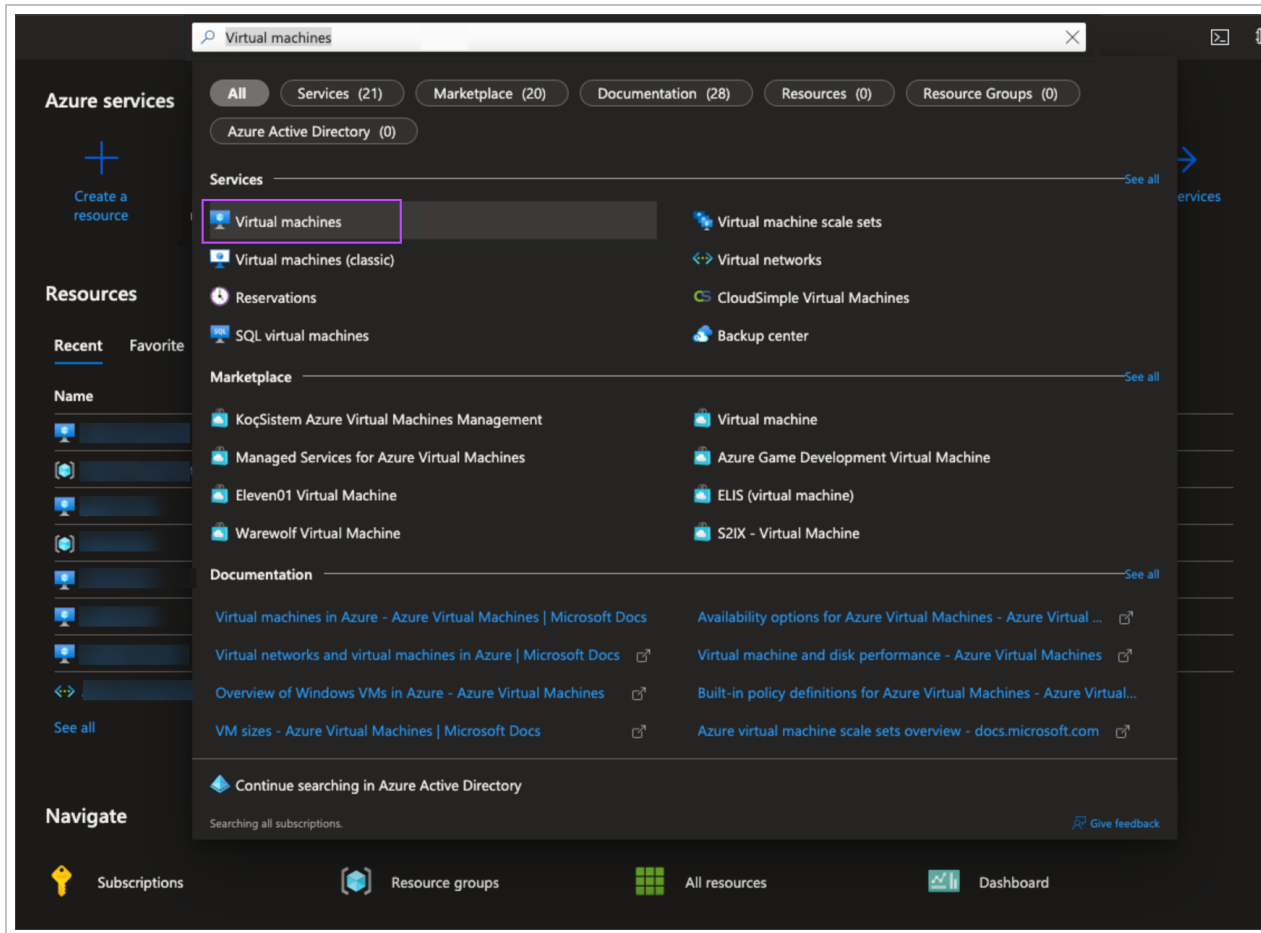 Virtual machines
All
Services (21)
Marketplace (20)
Documentation (28)
Resources (0)
Resource Groups (0)
Azure Active Directory (0)
Azure services
Create a
resource
ervices
Services
See all
Virtual machines
Virtual machine scale sets
Virtual machines (classic)
Virtual networks
Reservations
CS CloudSimple Virtual Machines
SQL SQL virtual machines
Backup center
Resources
Recent
Favorite
Name
See all
Marketplace
See all
KoçSistem Azure Virtual Machines Management
Virtual machine
Managed Services for Azure Virtual Machines
Azure Game Development Virtual Machine
Eleven01 Virtual Machine
ELIS (virtual machine)
Warewolf Virtual Machine
S2IX - Virtual Machine
Documentation
See all
Virtual machines in Azure - Azure Virtual Machines | Microsoft Docs
Availability options for Azure Virtual Machines - Azure Virtual ...
Virtual networks and virtual machines in Azure | Microsoft Docs
Virtual machine and disk performance - Azure Virtual Machines
Overview of Windows VMs in Azure - Azure Virtual Machines
Built-in policy definitions for Azure Virtual Machines - Azure Virtual...
VM sizes - Azure Virtual Machines | Microsoft Docs
Azure virtual machine scale sets overview - docs.microsoft.com
Continue searching in Azure Active Directory
Searching all subscriptions.
Give feedback
Navigate
Subscriptions
Resource groups
All resources
Dashboard